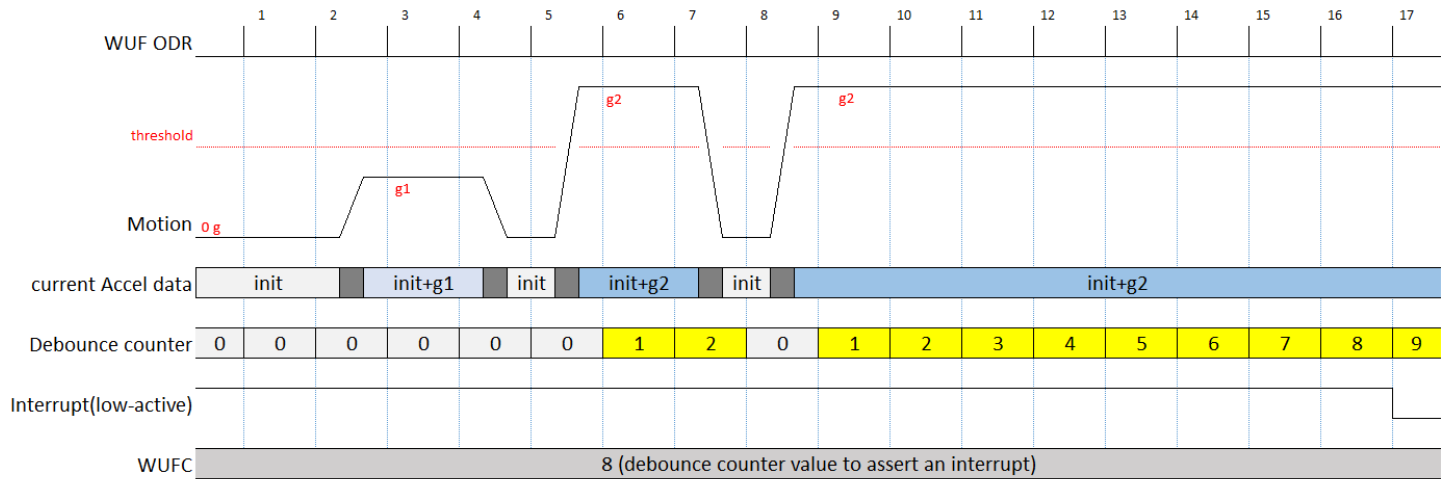 1 2 3 4 5 6 7 8 9 10 11 12 13 14 15 16 17
WUF ODR
g2 g2
threshold
g1
Motion 0 g
current Accel data init init+g1 init init+g2 init init+g2
Debounce counter 0 0 0 0 0 0 1 2 0 1 2 3 4 5 6 7 8 9
Interrupt(low-active)
WUFC 8 (debounce counter value to assert an interrupt)